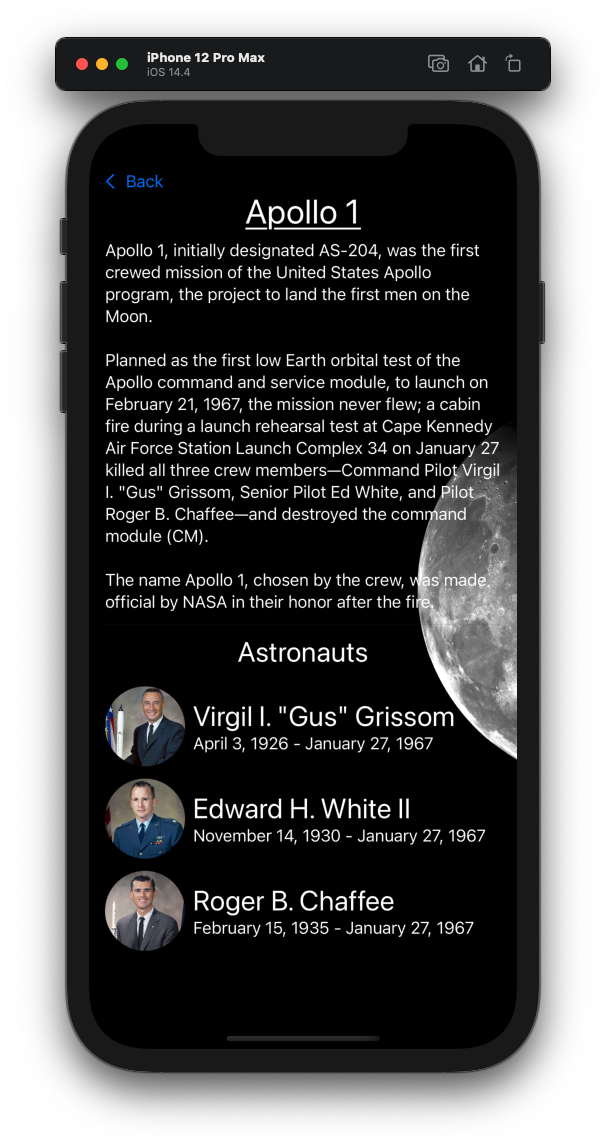 iPhone 12 Pro Max
iOS 14.4
Back
Apollo 1
Apollo 1, initially designated AS-204, was the first
crewed mission of the United States Apollo
program, the project to land the first men on the
Moon.
Planned as the first low Earth orbital test of the
Apollo command and service module, to launch on
February 21, 1967, the mission never flew; a cabin
fire during a launch rehearsal test at Cape Kennedy
Air Force Station Launch Complex 34 on January 27
killed all three crew members—Command Pilot Virgil
I. "Gus" Grissom, Senior Pilot Ed White, and Pilot
Roger B. Chaffee—and destroyed the command
module (CM).
The name Apollo 1, chosen by the crew, was made
official by NASA in their honor after the fire.
Astronauts
Virgil I. "Gus" Grissom
April 3, 1926 - January 27, 1967
Edward H. White II
November 14, 1930 - January 27, 1967
Roger B. Chaffee
February 15, 1935 - January 27, 1967